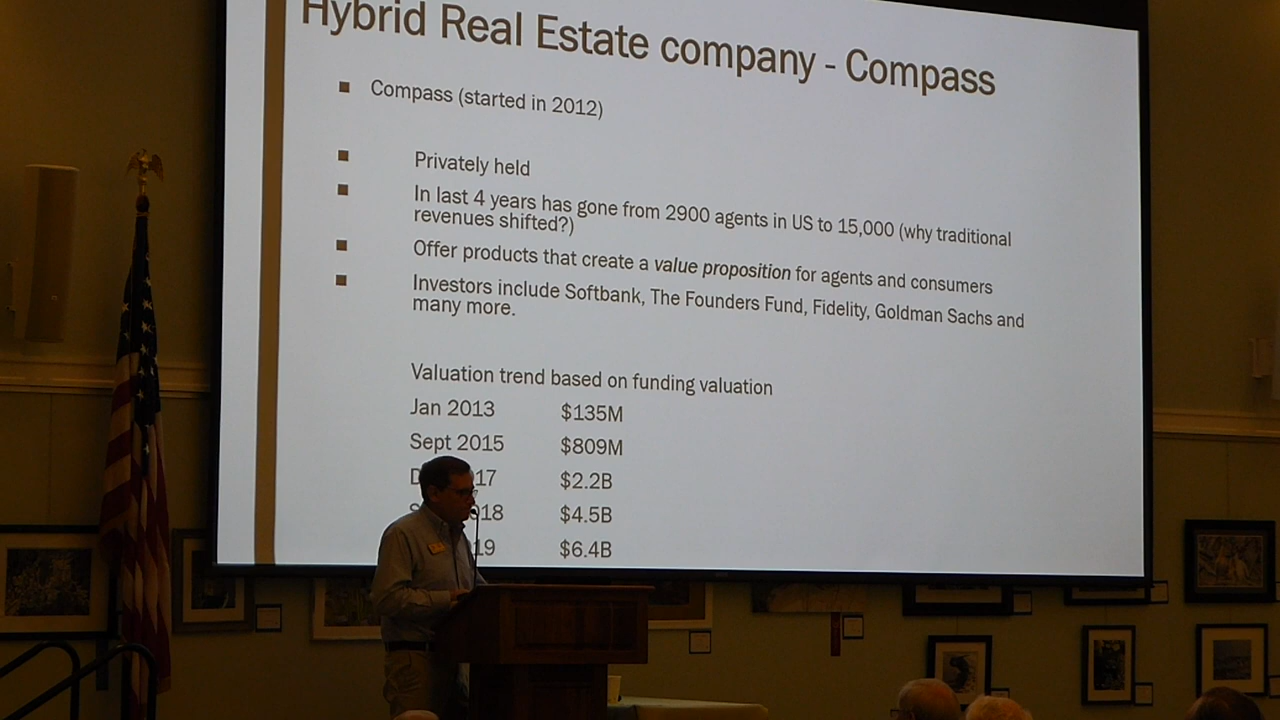 Hybrid Real Estate company - Compass
Compass (started in 2012)
Privately held
In last 4 years has gone from 2900 agents in US to 15,000 (why traditional
revenues shifted?)
Offer products that create a value proposition for agents and consumers
Investors include Softbank, The Founders Fund, Fidelity, Goldman Sachs and
many more.
Valuation trend based on funding valuation
Jan 2013 $135M
Sept 2015 $809M
17 $2.2B
18 $4.5B
19 $6.4B